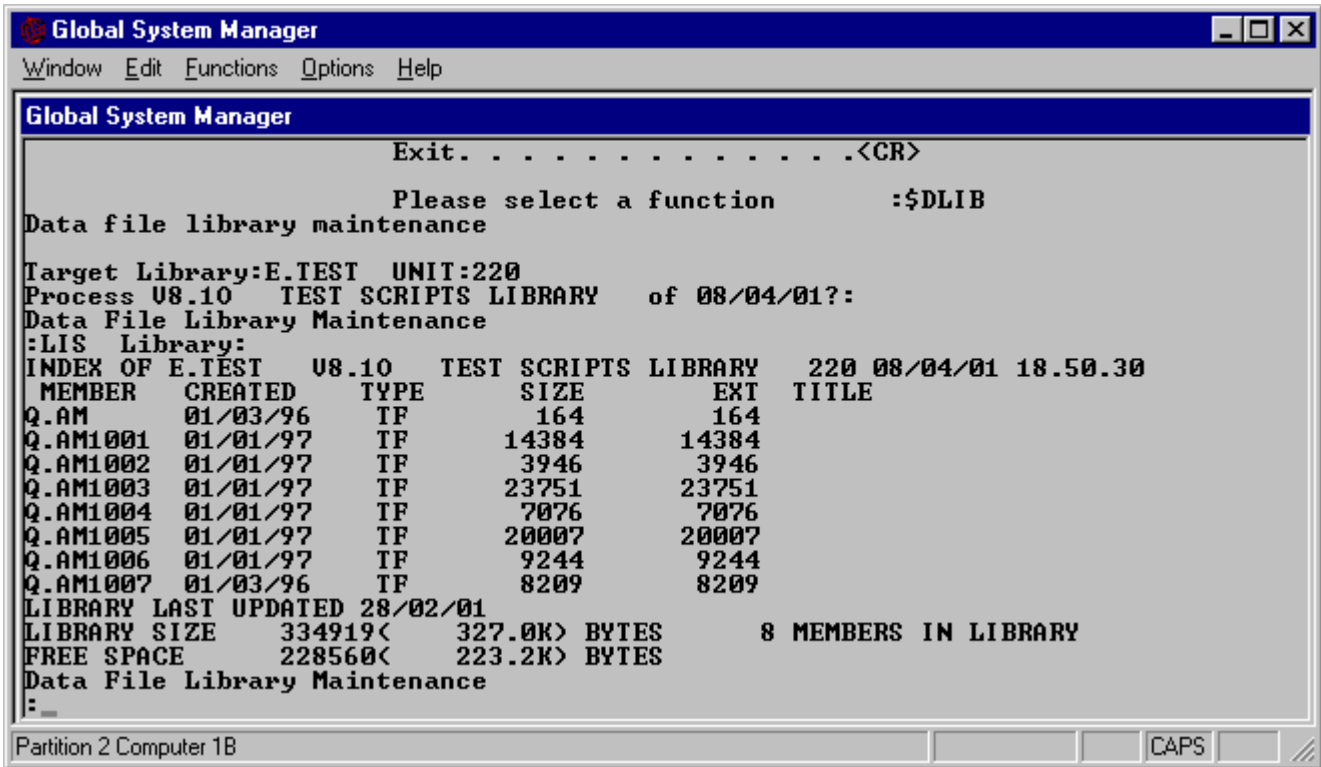 Global System Manager
Window Edit Functions Options Help
Global System Manager
Exit. . . . . . . . . . . . . .<CR>
Please select a function :$DLIB
Data file library maintenance
Target Library:E.TEST UNIT:220
Process V8.10 TEST SCRIPTS LIBRARY of 08/04/01?:
Data File Library Maintenance
:LIS Library:
INDEX OF E.TEST V8.10 TEST SCRIPTS LIBRARY 220 08/04/01 18.50.30
MEMBER CREATED TYPE SIZE EXT TITLE
Q.AM 01/03/96 TF 164 164
Q.AM1001 01/01/97 TF 14384 14384
Q.AM1002 01/01/97 TF 3946 3946
Q.AM1003 01/01/97 TF 23751 23751
Q.AM1004 01/01/97 TF 7076 7076
Q.AM1005 01/01/97 TF 20007 20007
Q.AM1006 01/01/97 TF 9244 9244
Q.AM1007 01/03/96 TF 8209 8209
LIBRARY LAST UPDATED 28/02/01
LIBRARY SIZE 334919( 327.0K) BYTES 8 MEMBERS IN LIBRARY
FREE SPACE 228560( 223.2K) BYTES
Data File Library Maintenance
:_
Partition 2 Computer 1B CAPS